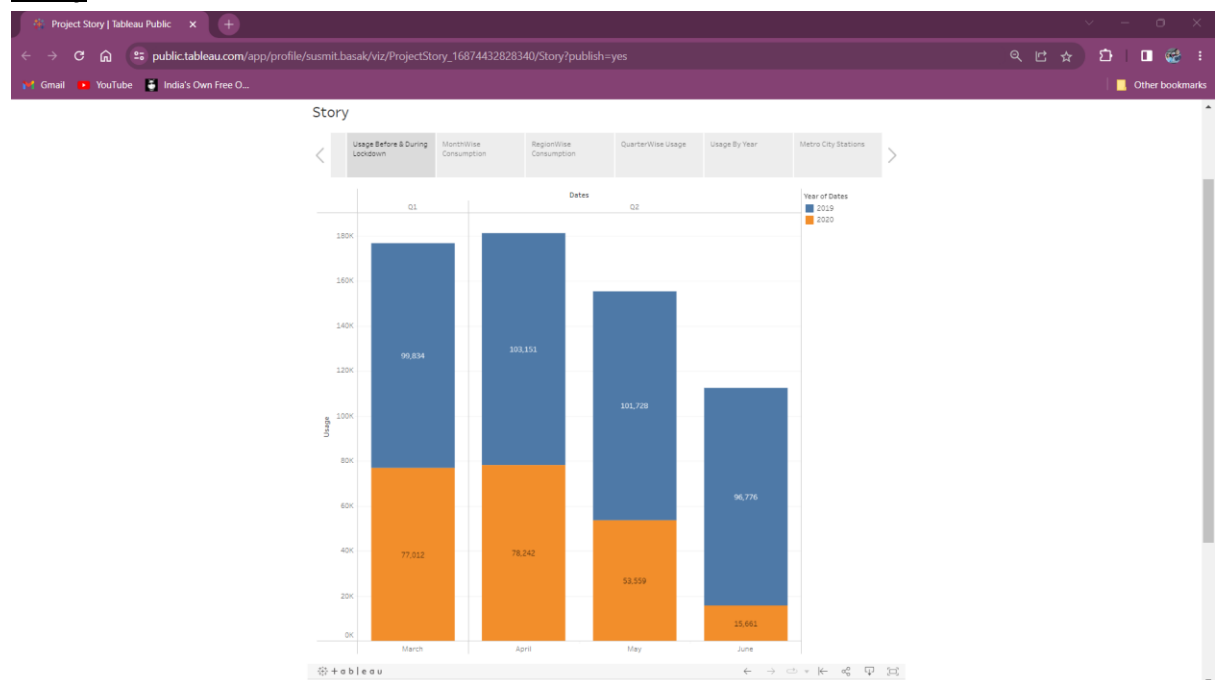 Project Story | Tableau Public
public.tableau.com/app/profile/susmit.basak/viz/ProjectStory_16874432828340/Story?publish=yes
Gmail YouTube India's Own Free O... Other bookmarks
Story
Usage Before & During Lockdown
MonthWise Consumption
RegionWise Consumption
QuarterWise Usage
Usage By Year
Metro City Stations
Dates
Q1 Q2
Year of Dates
2019
2020
Usage
180K
160K
140K
120K
100K
80K
60K
40K
20K
0K
99,834 103,151 101,728 96,776
77,012 78,242 53,559 15,661
March April May June
+ableau